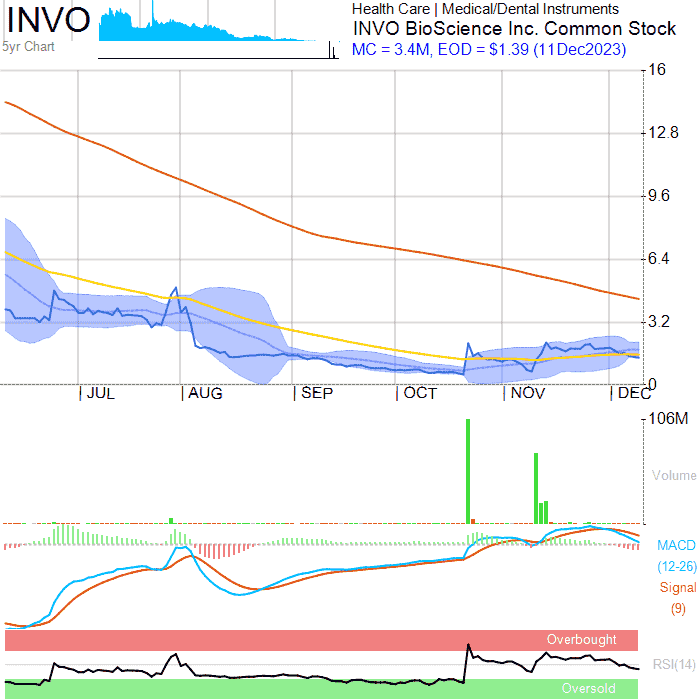 INVO
5yr Chart
Health Care | Medical/Dental Instruments
INVO BioScience Inc. Common Stock
MC = 3.4M, EOD = $1.39 (11Dec2023)
16
12.8
9.6
6.4
3.2
0
JUL
AUG
SEP
OCT
NOV
DEC
106M
Volume
MACD
(12-26)
Signal
(9)
Overbought
RSI(14)
Oversold